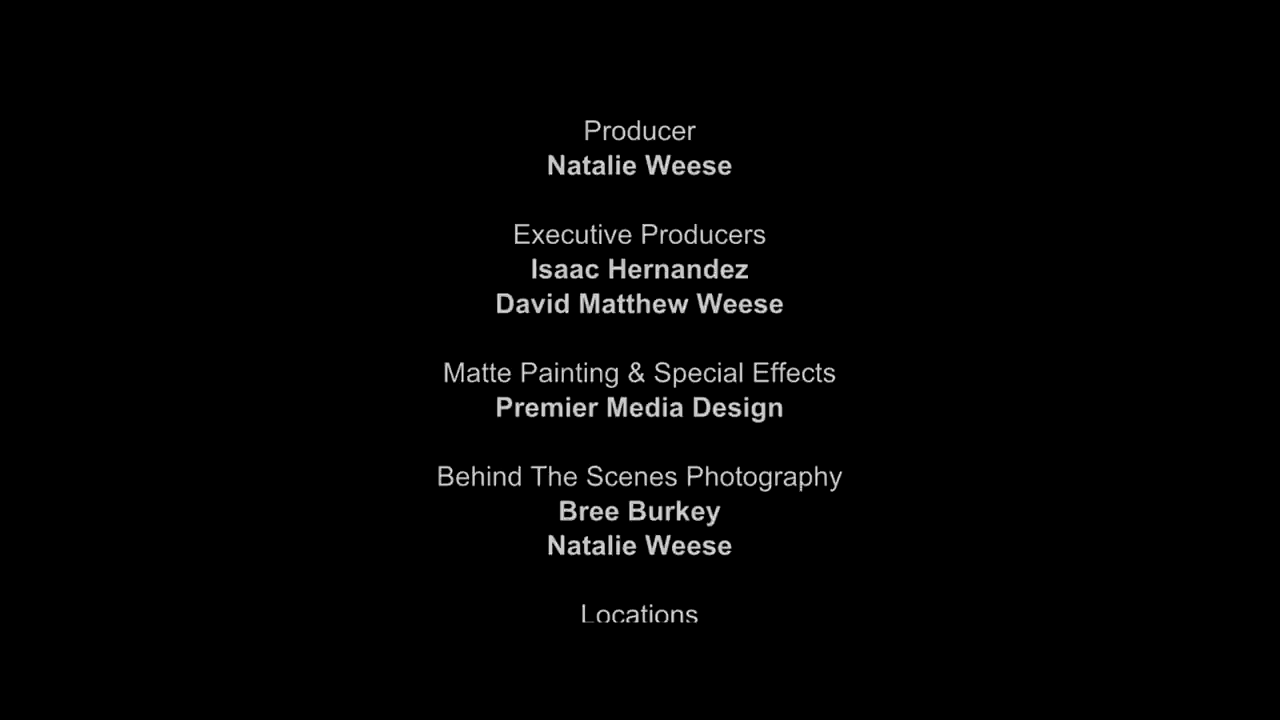 Producer
Natalie Weese
Executive Producers
Isaac Hernandez
David Matthew Weese
Matte Painting & Special Effects
Premier Media Design
Behind The Scenes Photography
Bree Burkey
Natalie Weese
Locations